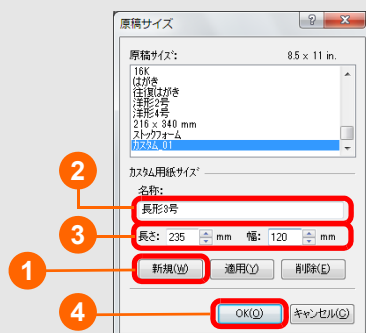 原稿サイズ
原稿サイズ: 8.5 x 11 in.
16K
はがき
往復はがき
洋形2号
洋形4号
216 x 340 mm
ストックフォーム
カスタム_01
カスタム用紙サイズ
2
名称:
長形3号
3
長さ: 235 mm 幅: 120 mm
1
新規(W) 適用(Y) 削除(E)
4
OK(O) キャンセル(C)